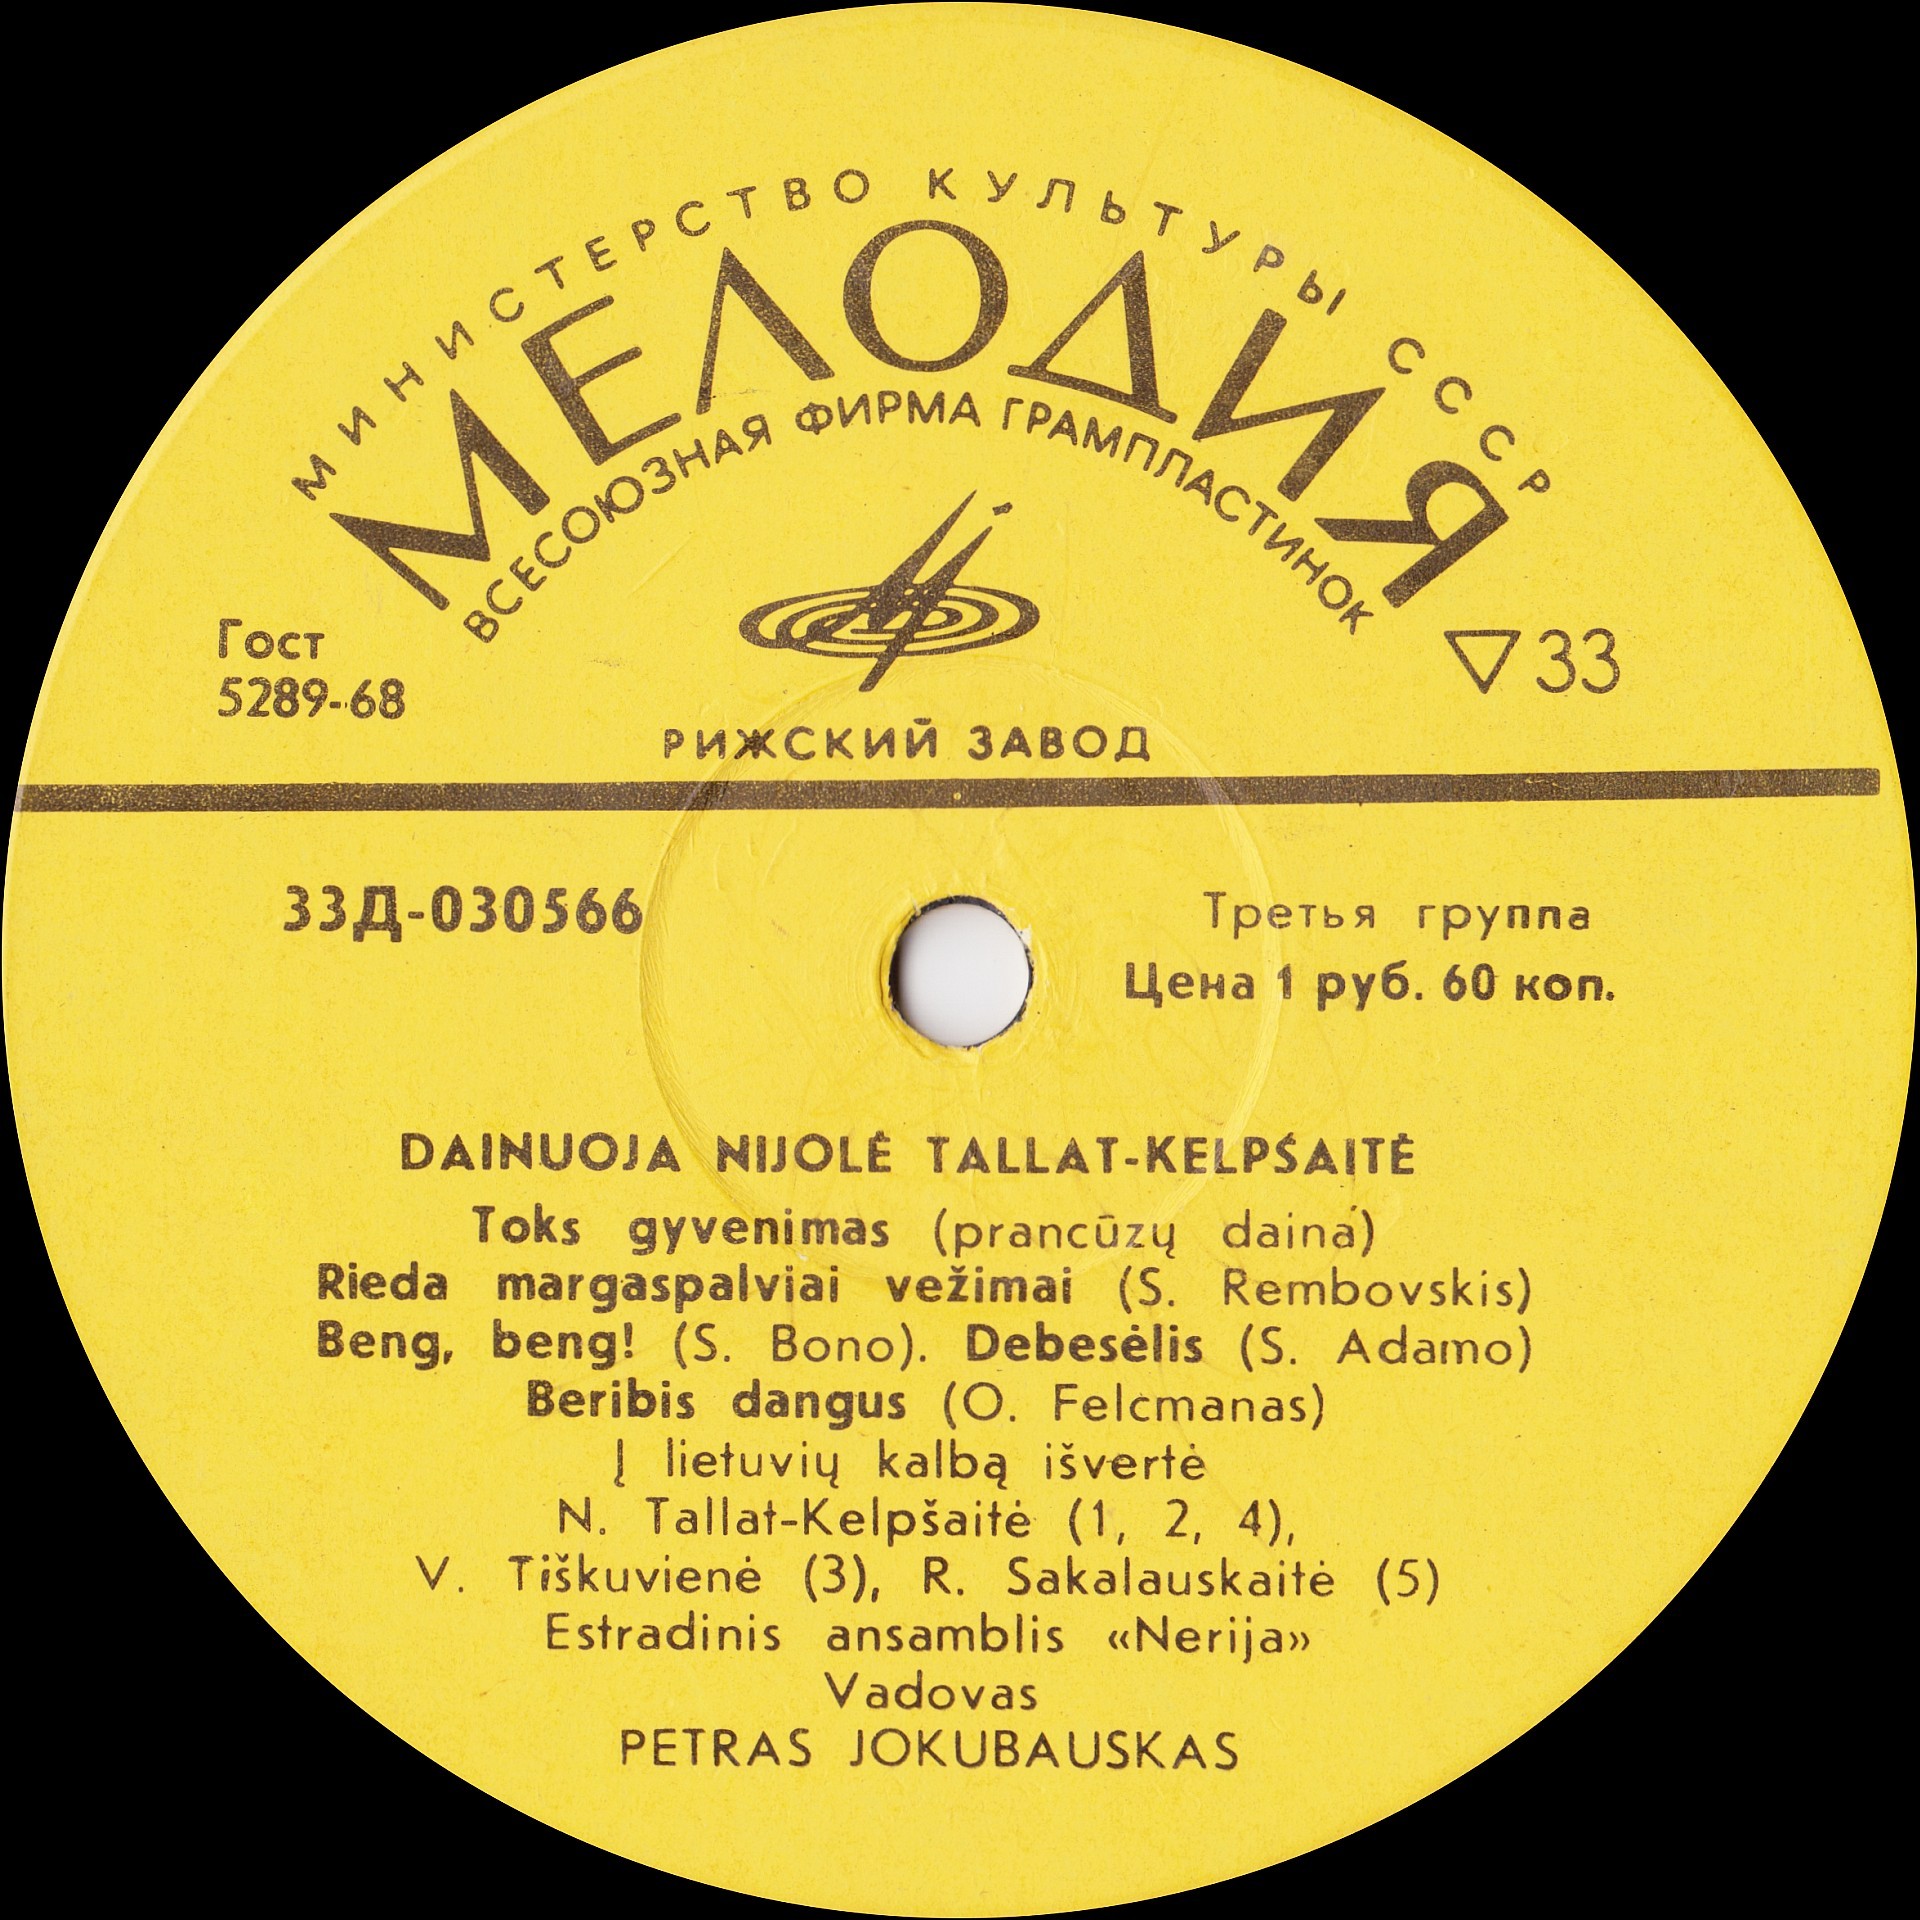 МИНИСТЕРСТВО КУЛЬТУРЫ СССР
МЕЛОДИЯ
ВСЕСОЮЗНАЯ ФИРМА ГРАМПЛАСТИНОК
Гост
5289-68
▽33
РИЖСКИЙ ЗАВОД
33Д-030566
Третья группа
Цена 1 руб. 60 коп.
DAINUOJA NIJOLĖ TALLAT-KELPŠAITĖ
Toks gyvenimas (prancūzų daina)
Rieda margaspalviai vežimai (S. Rembovskis)
Beng, beng! (S. Bono). Debesėlis (S. Adamo)
Beribis dangus (O. Felcmanas)
Į lietuvių kalbą išvertė
N. Tallat-Kelpšaitė (1, 2, 4),
V. Tiškuvienė (3), R. Sakalauskaitė (5)
Estradinis ansamblis «Nerija»
Vadovas
PETRAS JOKUBAUSKAS